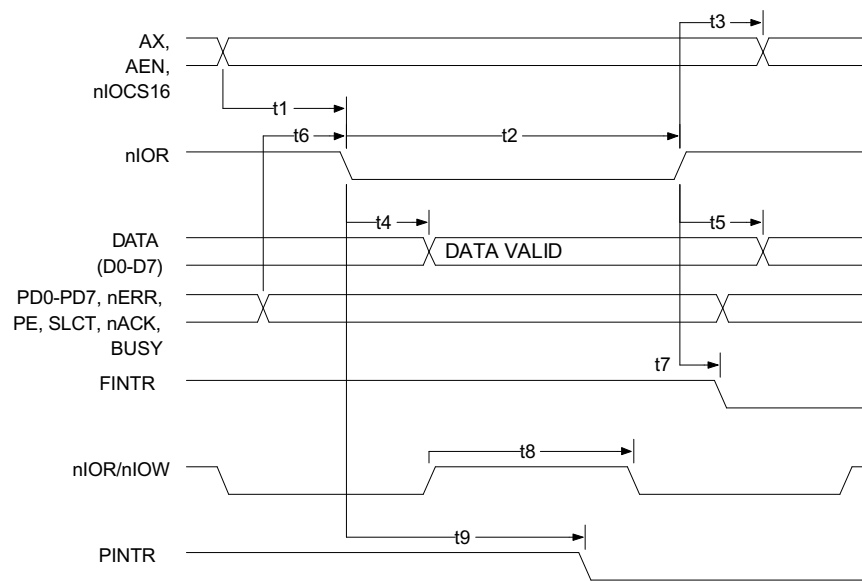 t3
AX,
AEN,
nIOCS16
t1
t6
t2
nIOR
t4
t5
DATA
(D0-D7)
DATA VALID
PD0-PD7, nERR,
PE, SLCT, nACK,
BUSY
t7
FINTR
t8
nIOR/nIOW
t9
PINTR